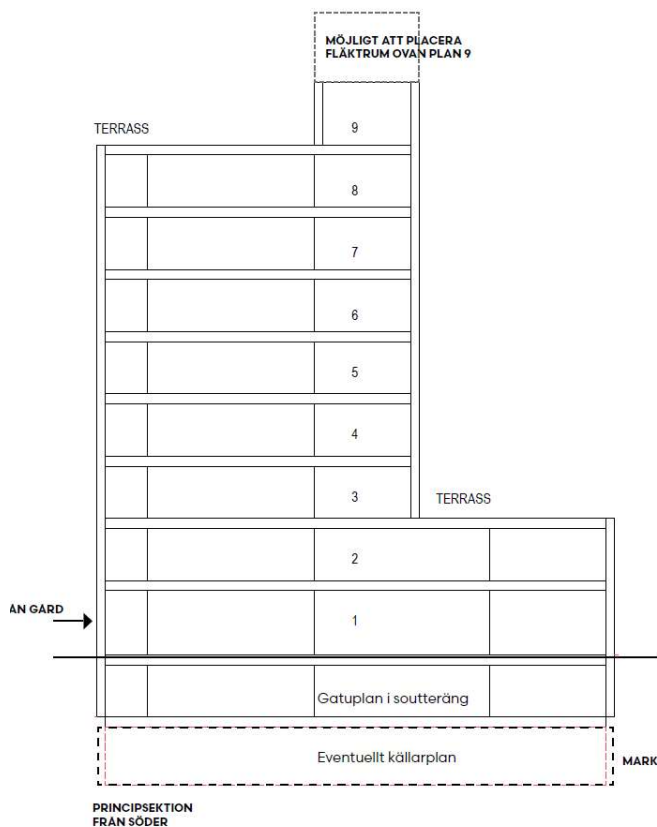 MÖJLIGT ATT PLACERA
FLÄKTRUM OVAN PLAN 9
TERRASS
9
8
7
6
5
4
3
TERRASS
2
ÅN GÅRD
1
Gatuplan i soutteräng
Eventuellt källarplan
MARK
PRINCIPSEKTION
FRÅN SÖDER